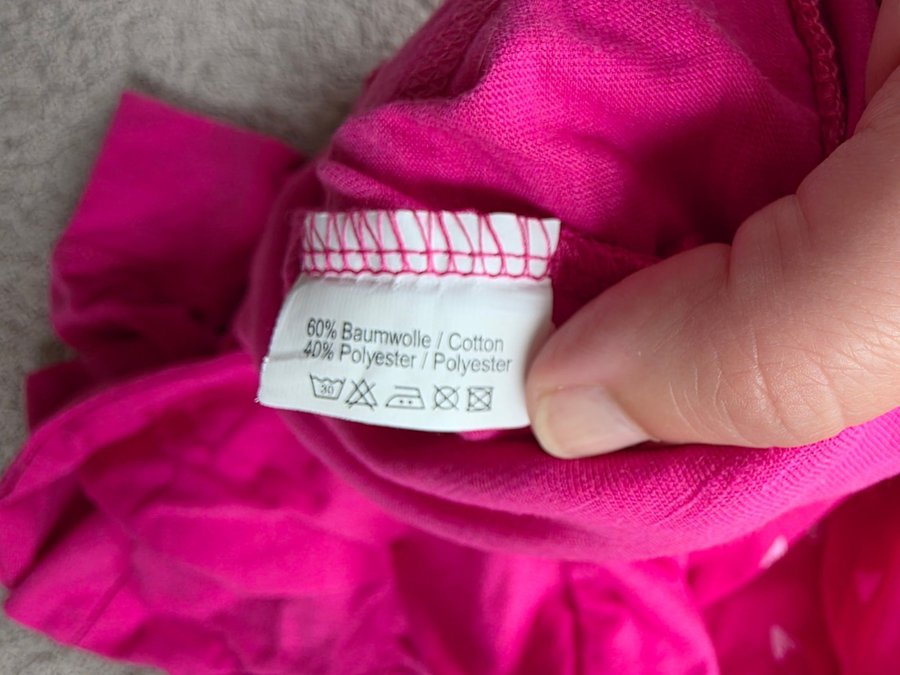 60% Baumwolle / Cotton
40% Polyester / Polyester
30